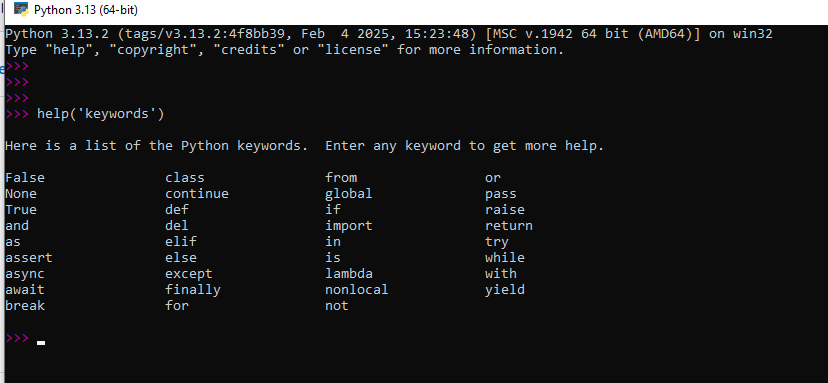 Python 3.13 (64-bit)
Python 3.13.2 (tags/v3.13.2:4f8bb39, Feb  4 2025, 15:23:48) [MSC v.1942 64 bit (AMD64)] on win32
Type "help", "copyright", "credits" or "license" for more information.
>>>
>>>
>>>
>>> help('keywords')
Here is a list of the Python keywords.  Enter any keyword to get more help.
False               class               from                or
None                continue            global              pass
True                def                 if                  raise
and                 del                 import              return
as                  elif                in                  try
assert              else                is                  while
async               except              lambda              with
await               finally             nonlocal            yield
break               for                 not
>>>